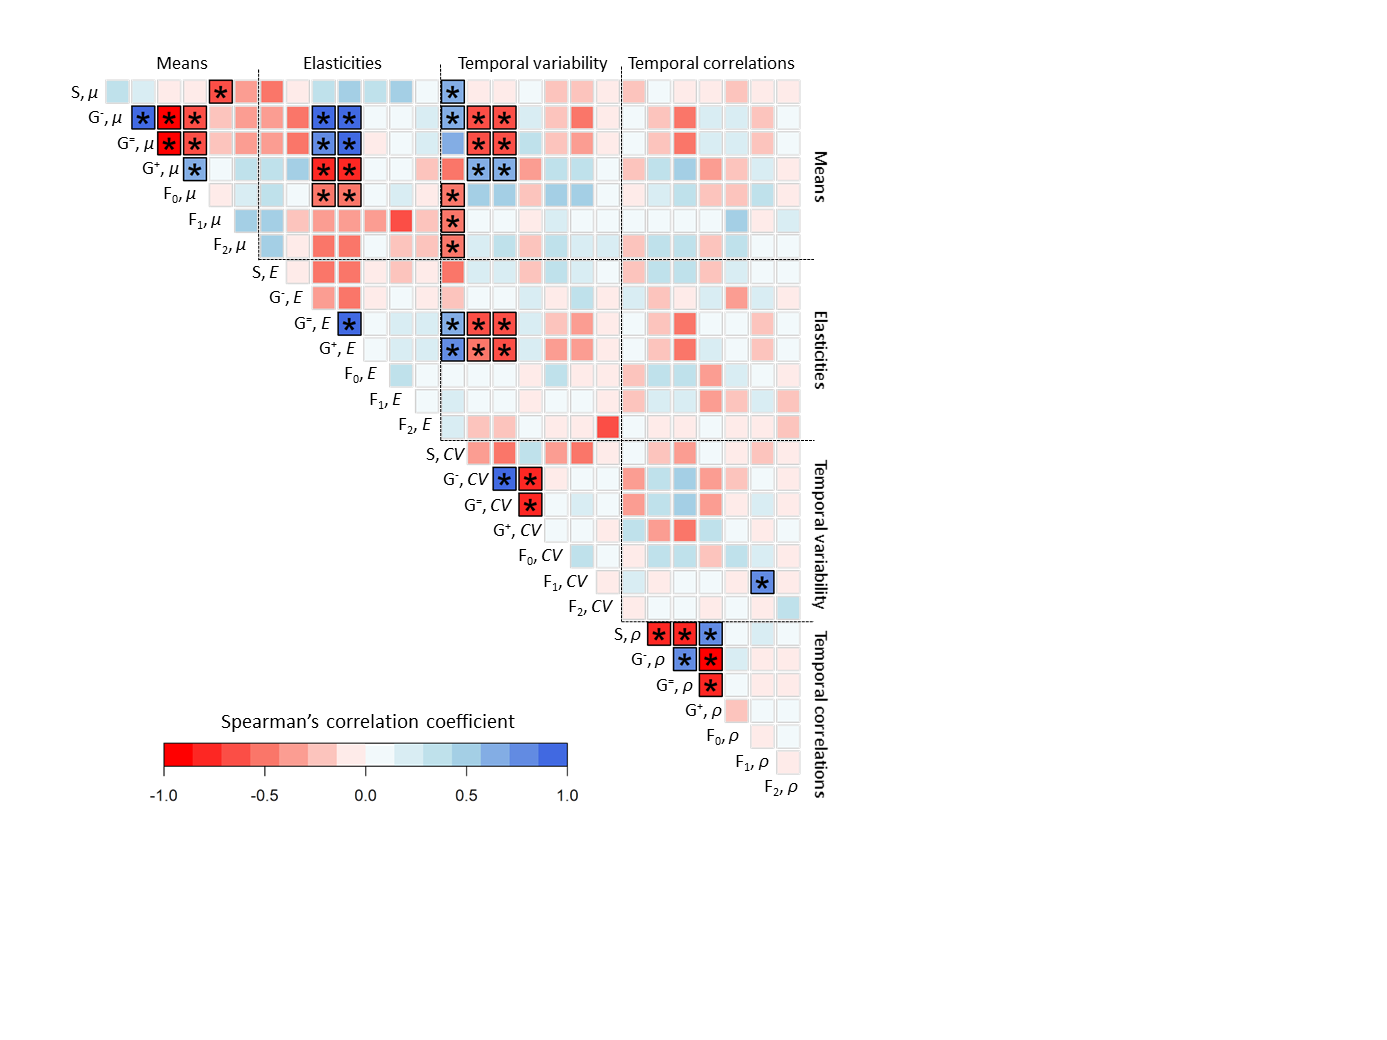 Means Elasticities Temporal variability Temporal correlations
S, μ
G⁻, μ
G⁼, μ
G⁺, μ
F₀, μ
F₁, μ
F₂, μ
Means
S, E
G⁻, E
G⁼, E
G⁺, E
F₀, E
F₁, E
F₂, E
Elasticities
S, CV
G⁻, CV
G⁼, CV
G⁺, CV
F₀, CV
F₁, CV
F₂, CV
Temporal variability
S, ρ
G⁻, ρ
G⁼, ρ
G⁺, ρ
F₀, ρ
F₁, ρ
F₂, ρ
Temporal correlations
Spearman’s correlation coefficient
-1.0 -0.5 0.0 0.5 1.0